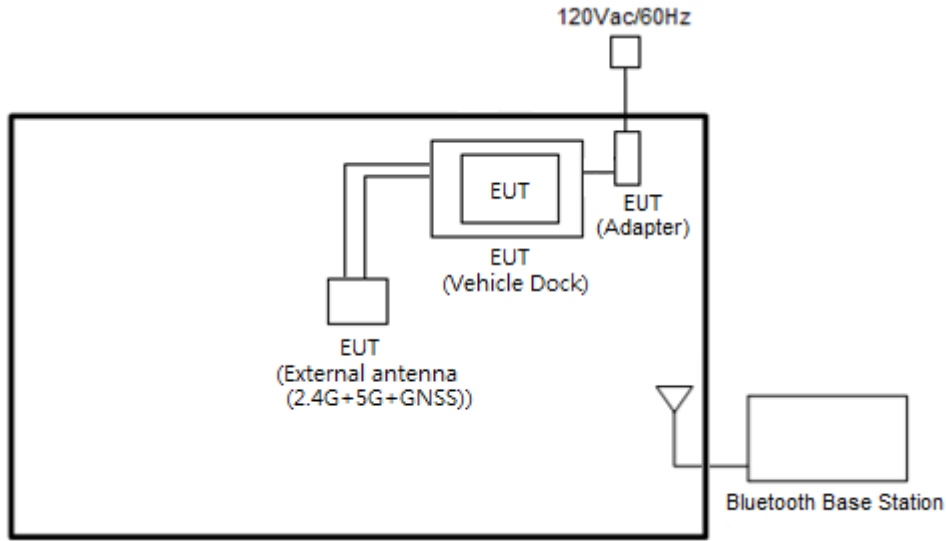 120Vac/60Hz
EUT
EUT
(Adapter)
EUT
(Vehicle Dock)
EUT
(External antenna
(2.4G+5G+GNSS))
Bluetooth Base Station